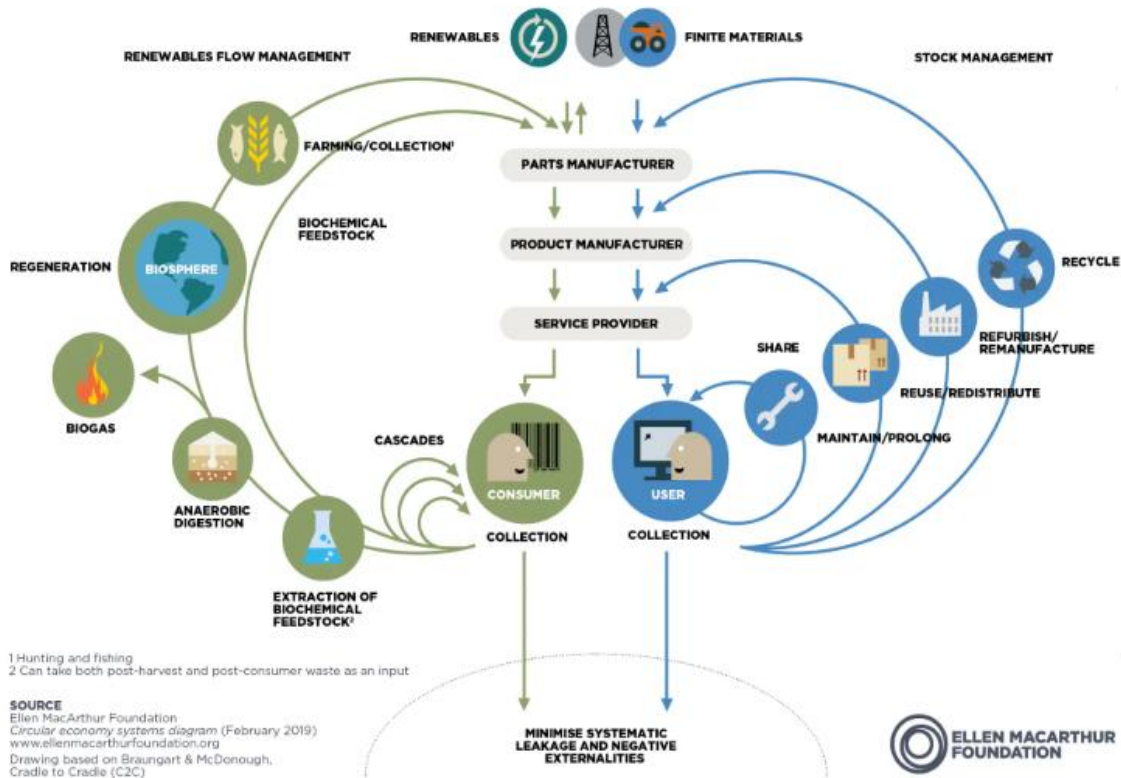 RENEWABLES
FINITE MATERIALS
RENEWABLES FLOW MANAGEMENT
STOCK MANAGEMENT
FARMING/COLLECTION¹
PARTS MANUFACTURER
BIOCHEMICAL
FEEDSTOCK
PRODUCT MANUFACTURER
REGENERATION
BIOSPHERE
RECYCLE
SERVICE PROVIDER
SHARE
REFURBISH/
REMANUFACTURE
REUSE/REDISTRIBUTE
BIOGAS
CASCADES
MAINTAIN/PROLONG
CONSUMER
USER
ANAEROBIC
DIGESTION
COLLECTION
COLLECTION
EXTRACTION OF
BIOCHEMICAL
FEEDSTOCK²
1 Hunting and fishing
2 Can take both post-harvest and post-consumer waste as an input
SOURCE
Ellen MacArthur Foundation
Circular economy systems diagram (February 2019)
www.ellenmacarthurfoundation.org
Drawing based on Braungart & McDonough,
Cradle to Cradle (C2C)
MINIMISE SYSTEMATIC
LEAKAGE AND NEGATIVE
EXTERNALITIES
ELLEN MACARTHUR
FOUNDATION